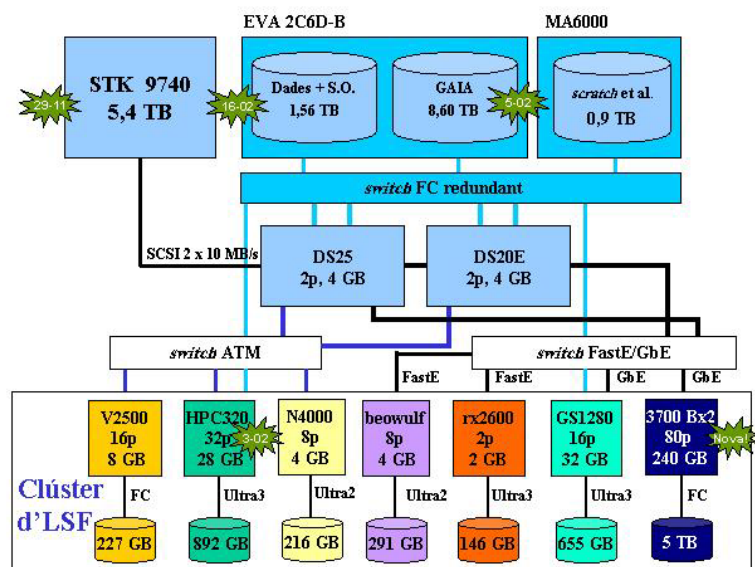 EVA 2C6D-B
MA6000
STK 9740
5,4 TB
29-11
16-02
Dades + S.O.
1,56 TB
GAIA
8,60 TB
5-02
scratch et al.
0,9 TB
switch FC redundant
SCSI 2 x 10 MB/s
DS25
2p, 4 GB
DS20E
2p, 4 GB
switch ATM
switch FastE/GbE
FastE
FastE
GbE
GbE
V2500
16p
8 GB
HPC320
32p
28 GB
3-02
N4000
8p
4 GB
beowulf
8p
4 GB
rx2600
2p
2 GB
GS1280
16p
32 GB
3700 Bx2
80p
240 GB
Nova!
Clúster
d'LSF
FC
Ultra3
Ultra2
Ultra2
Ultra3
Ultra3
FC
227 GB
892 GB
216 GB
291 GB
146 GB
655 GB
5 TB